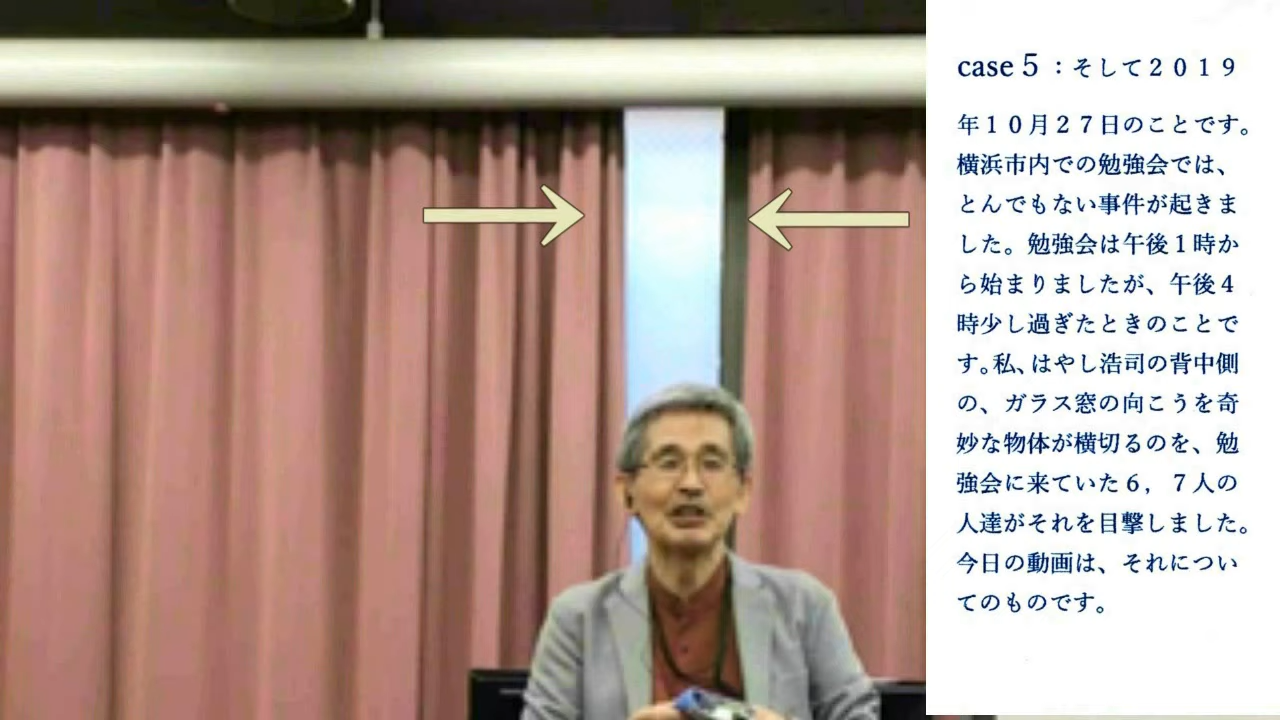 case５：そして２０１９
年１０月２７日のことです。
横浜市内での勉強会では、
とんでもない事件が起きま
した。勉強会は午後１時か
ら始まりましたが、午後４
時少し過ぎたときのことで
す。私、はやし浩司の背中側
の、ガラス窓の向こうを奇
妙な物体が横切るのを、勉
強会に来ていた６，７人の
人達がそれを目撃しました。
今日の動画は、それについ
てのものです。